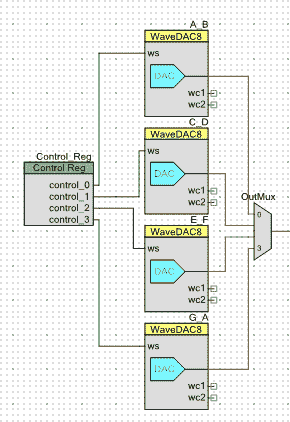 A_B
WaveDAC8
ws
DAC
wc1
wc2
C_D
WaveDAC8
ws
DAC
wc1
wc2
Control_Reg
Control Reg
control_0
control_1
control_2
control_3
OutMux
0
3
E_F
WaveDAC8
ws
DAC
wc1
wc2
G_A
WaveDAC8
ws
DAC
wc1
wc2